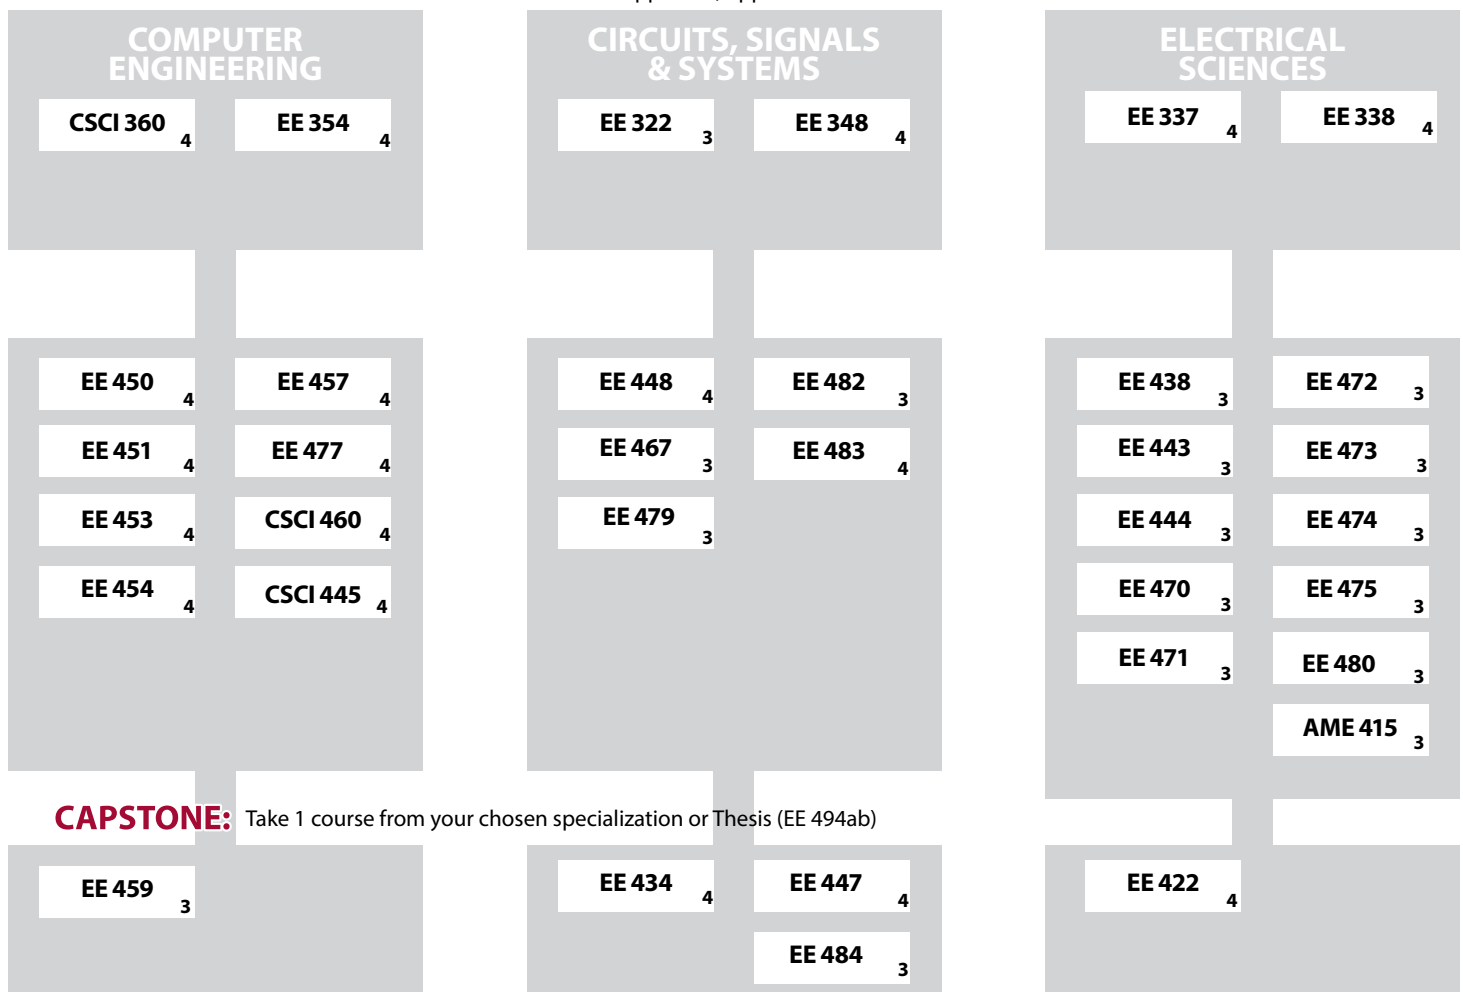 COMPUTER
ENGINEERING
CSCI 360 4
EE 354 4
CIRCUITS, SIGNALS
& SYSTEMS
EE 322 3
EE 348 4
ELECTRICAL
SCIENCES
EE 337 4
EE 338 4
EE 450 4
EE 457 4
EE 451 4
EE 477 4
EE 453 4
CSCI 460 4
EE 454 4
CSCI 445 4
EE 448 4
EE 482 3
EE 467 3
EE 483 4
EE 479 3
EE 438 3
EE 472 3
EE 443 3
EE 473 3
EE 444 3
EE 474 3
EE 470 3
EE 475 3
EE 471 3
EE 480 3
AME 415 3
CAPSTONE: Take 1 course from your chosen specialization or Thesis (EE 494ab)
EE 459 3
EE 434 4
EE 447 4
EE 484 3
EE 422 4